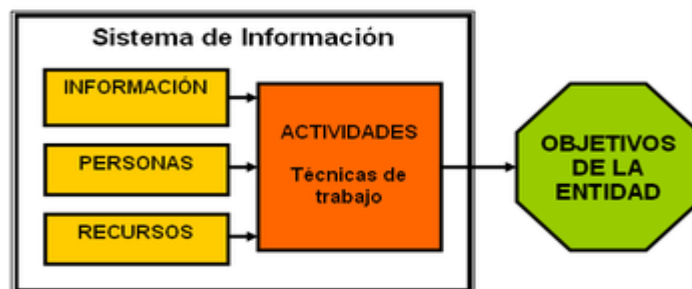 Sistema de Información
INFORMACIÓN
PERSONAS
RECURSOS
ACTIVIDADES
Técnicas de
trabajo
OBJETIVOS
DE LA
ENTIDAD